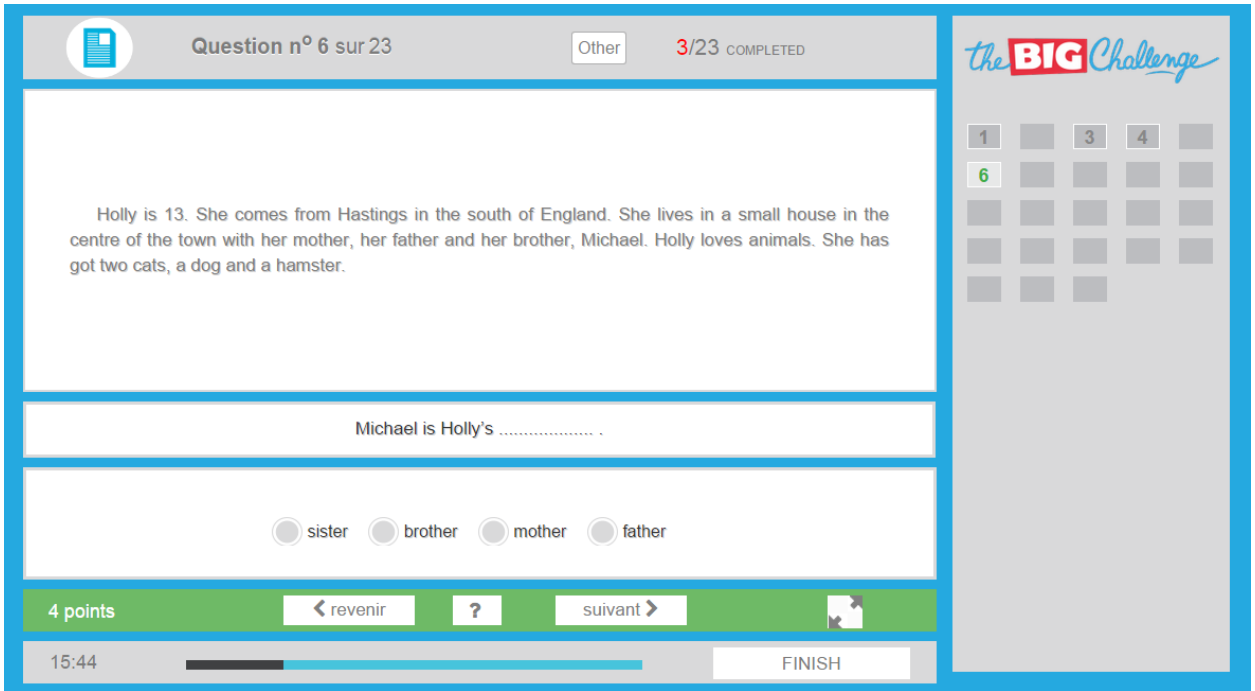 Question nº 6 sur 23
Other
3/23 COMPLETED
the BIG Challenge
1 3 4
6
Holly is 13. She comes from Hastings in the south of England. She lives in a small house in the
centre of the town with her mother, her father and her brother, Michael. Holly loves animals. She has
got two cats, a dog and a hamster.
Michael is Holly's ................... .
sister brother mother father
4 points
revenir
?
suivant
15:44
FINISH